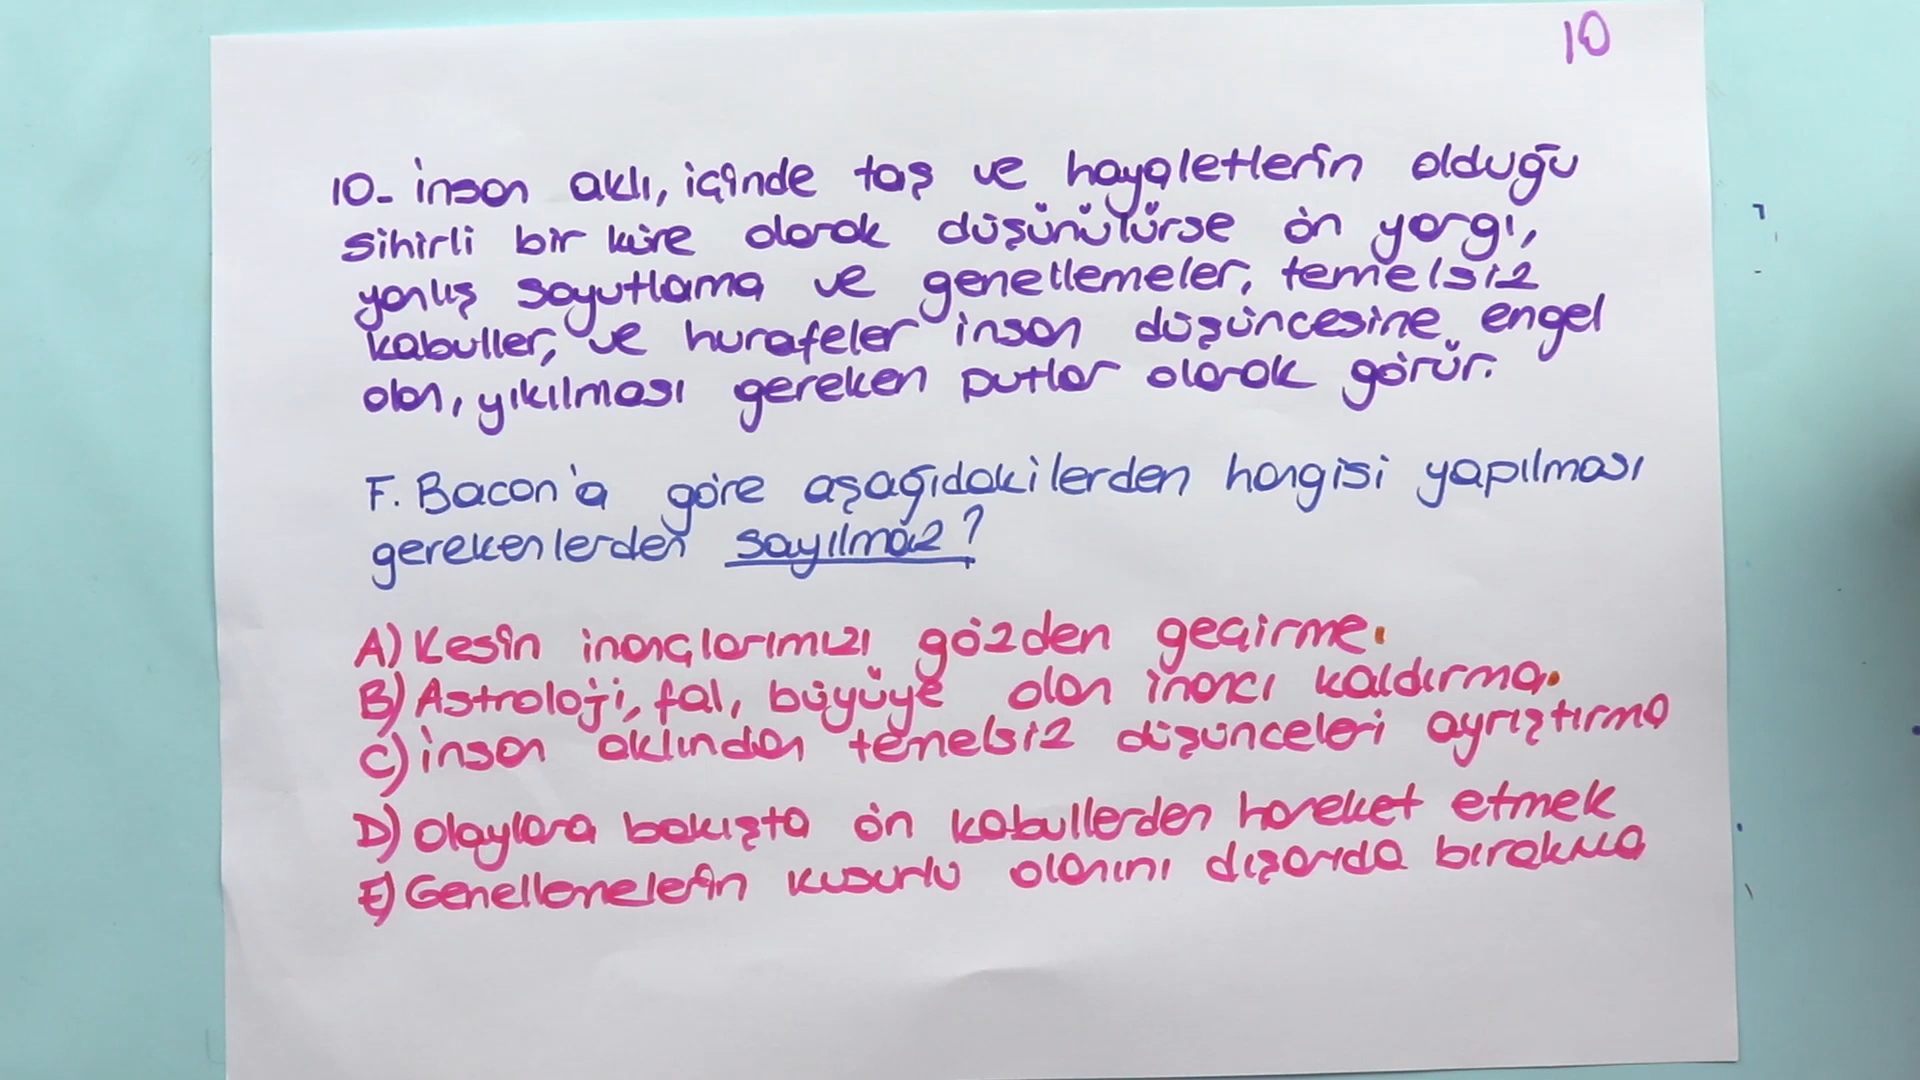 10
10- İnsan aklı, içinde taş ve hayaletlerin olduğu
sihirli bir küre olarak düşünülürse ön yargı,
yanlış soyutlama ve genellemeler, temelsiz
kabuller, ve hurafeler insan düşüncesine engel
olan, yıkılması gereken putlar olarak görür.
F. Bacon'a göre aşağıdakilerden hangisi yapılması
gerekenlerden sayılmaz?
A) Kesin inançlarımızı gözden geçirme.
B) Astroloji, fal, büyüye olan inancı kaldırma.
C) İnsan aklından temelsiz düşünceleri ayrıştırma
D) Olaylara bakışta ön kabullerden hareket etmek
E) Genellemelerin kusurlu olanını dışarıda bırakma